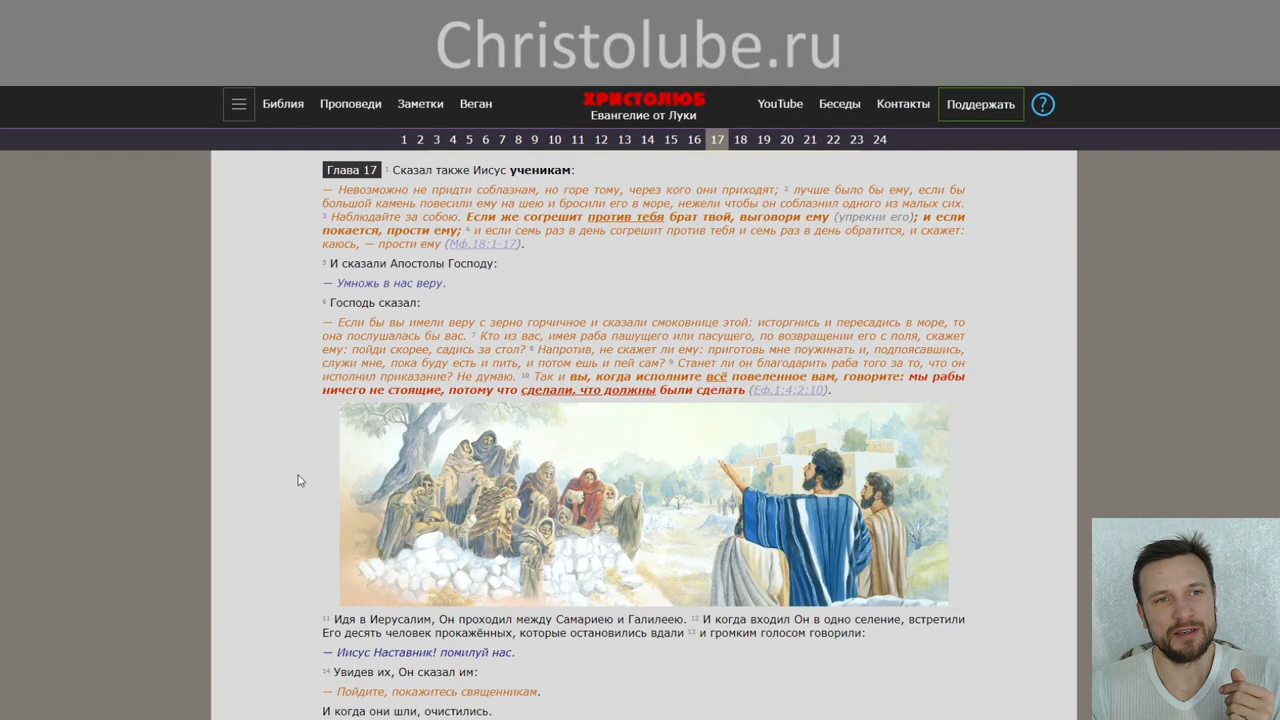 Christolube.ru
Библия Проповеди Заметки Веган
ХРИСТОЛЮБ
Евангелие от Луки
YouTube Беседы Контакты Поддержать ?
1 2 3 4 5 6 7 8 9 10 11 12 13 14 15 16 17 18 19 20 21 22 23 24
Глава 17 1 Сказал также Иисус ученикам:
— Невозможно не придти соблазнам, но горе тому, через кого они приходят; 2 лучше было бы ему, если бы
большой камень повесили ему на шею и бросили его в море, нежели чтобы он соблазнил одного из малых сих.
3 Наблюдайте за собою. Если же согрешит против тебя брат твой, выговори ему (упрекни его); и если
покается, прости ему; 4 и если семь раз в день согрешит против тебя и семь раз в день обратится, и скажет:
каюсь, — прости ему (Мф.18:1-17).
5 И сказали Апостолы Господу:
— Умножь в нас веру.
6 Господь сказал:
— Если бы вы имели веру с зерно горчичное и сказали смоковнице этой: исторгнись и пересадись в море, то
она послушалась бы вас. 7 Кто из вас, имея раба пашущего или пасущего, по возвращении его с поля, скажет
ему: пойди скорее, садись за стол? 8 Напротив, не скажет ли ему: приготовь мне поужинать и, подпоясавшись,
служи мне, пока буду есть и пить, и потом ешь и пей сам? 9 Станет ли он благодарить раба того за то, что он
исполнил приказание? Не думаю. 10 Так и вы, когда исполните всё повеленное вам, говорите: мы рабы
ничего не стоящие, потому что сделали, что должны были сделать (Еф.1:4;2:10).
11 Идя в Иерусалим, Он проходил между Самариею и Галилеею. 12 И когда входил Он в одно селение, встретили
Его десять человек прокажённых, которые остановились вдали 13 и громким голосом говорили:
— Иисус Наставник! помилуй нас.
14 Увидев их, Он сказал им:
— Пойдите, покажитесь священникам.
И когда они шли, очистились.